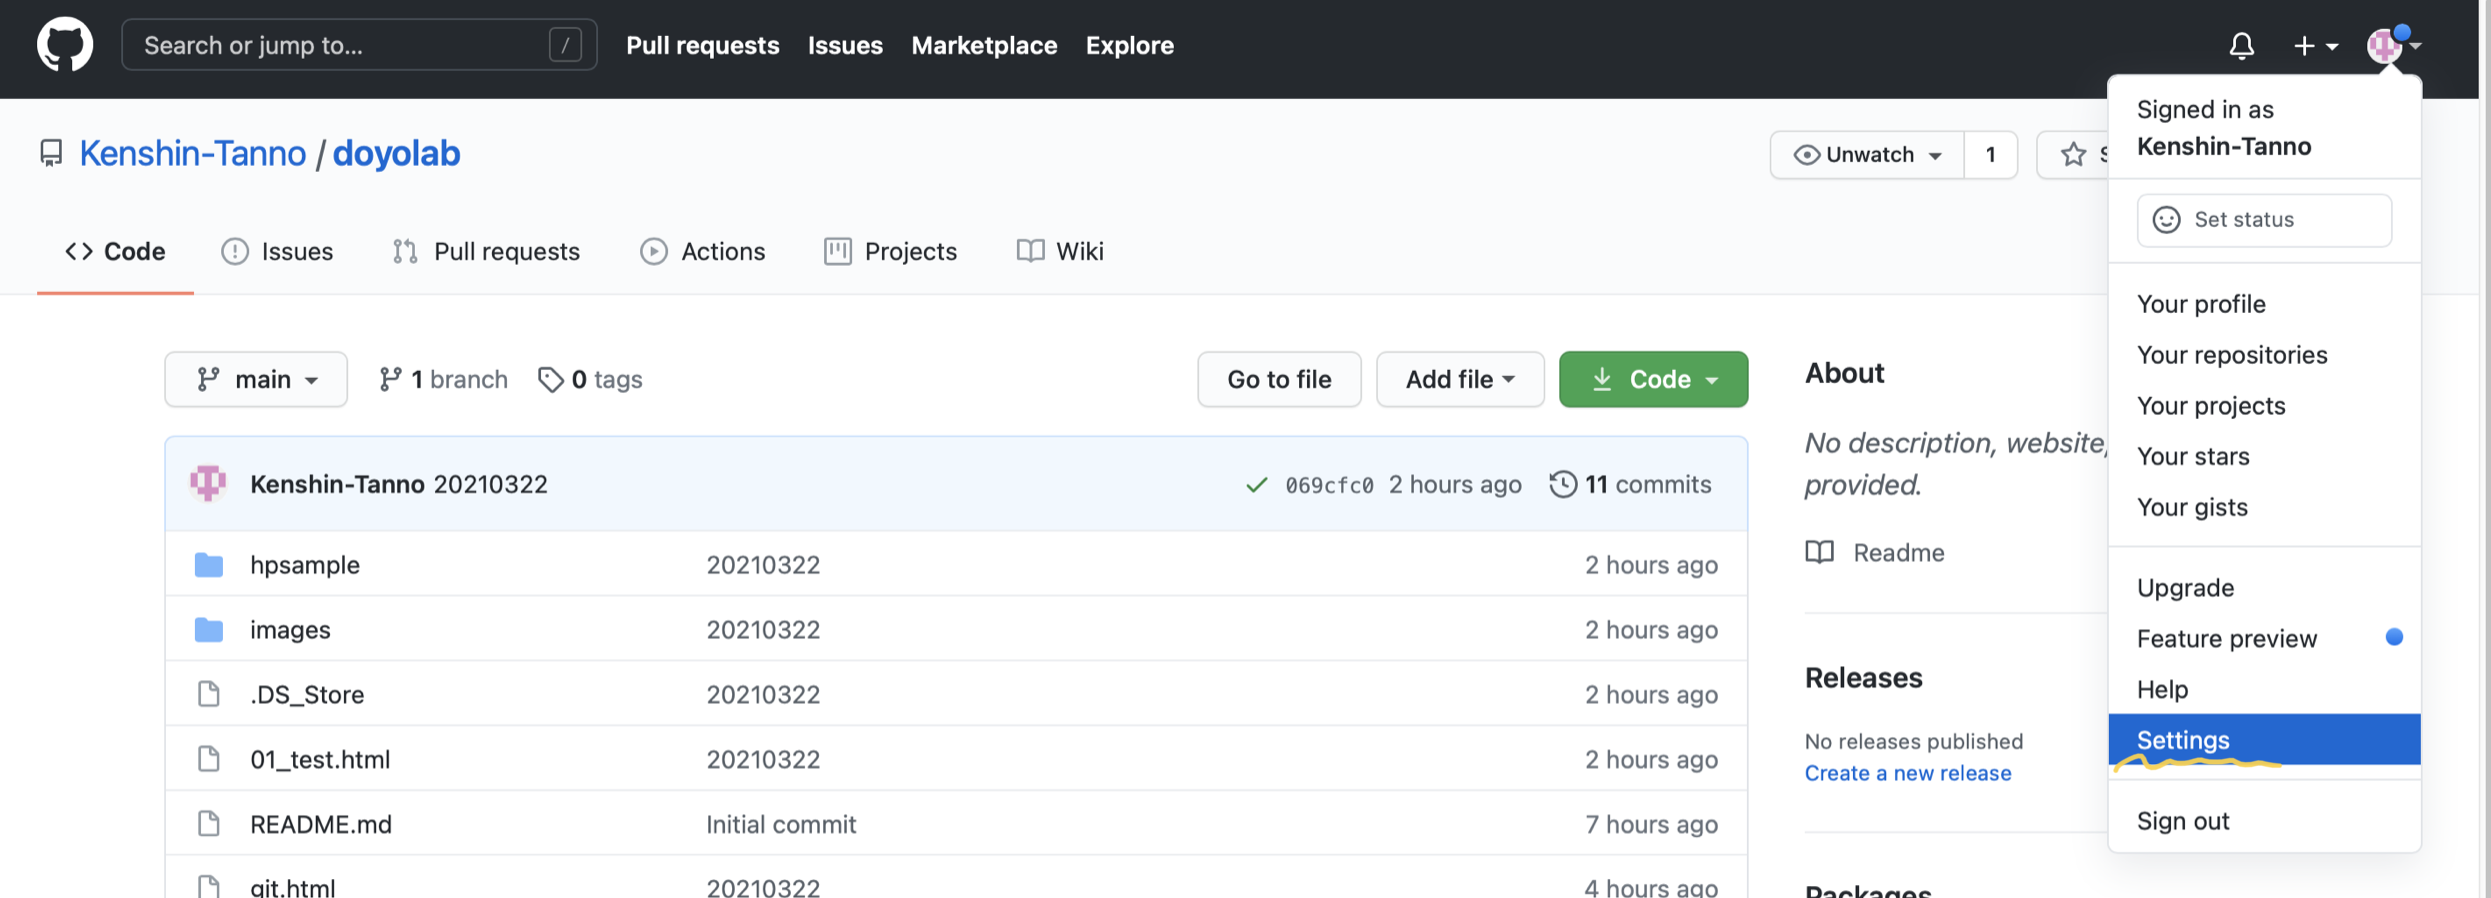 Search or jump to... / Pull requests Issues Marketplace Explore
Kenshin-Tanno / doyolab
Unwatch 1
Code Issues Pull requests Actions Projects Wiki
main 1 branch 0 tags Go to file Add file Code
Kenshin-Tanno 20210322 069cfc0 2 hours ago 11 commits
hpsample 20210322 2 hours ago
images 20210322 2 hours ago
.DS_Store 20210322 2 hours ago
01_test.html 20210322 2 hours ago
README.md Initial commit 7 hours ago
git.html 20210322 4 hours ago
About
No description, website,
provided.
Readme
Releases
No releases published
Create a new release
Packages
Signed in as
Kenshin-Tanno
Set status
Your profile
Your repositories
Your projects
Your stars
Your gists
Upgrade
Feature preview
Help
Settings
Sign out